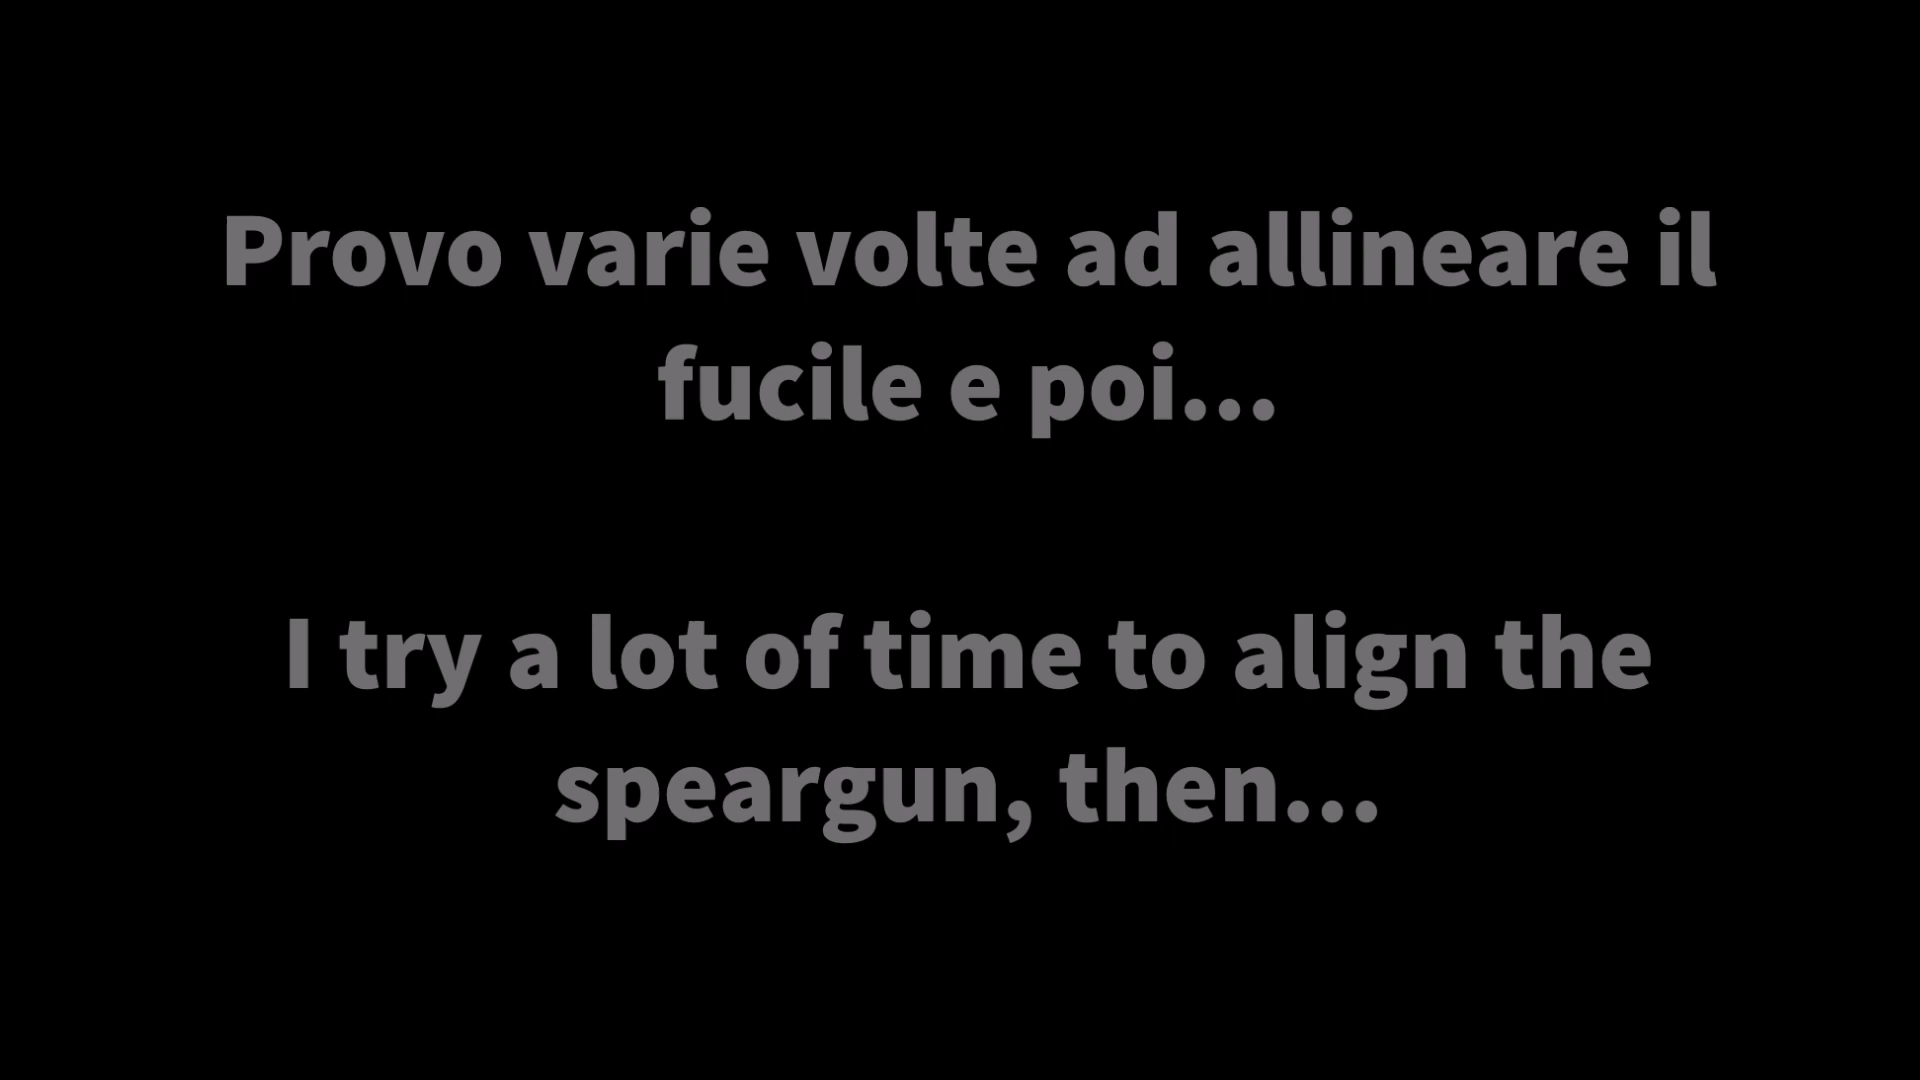 Provo varie volte ad allineare il
fucile e poi...
I try a lot of time to align the
speargun, then...